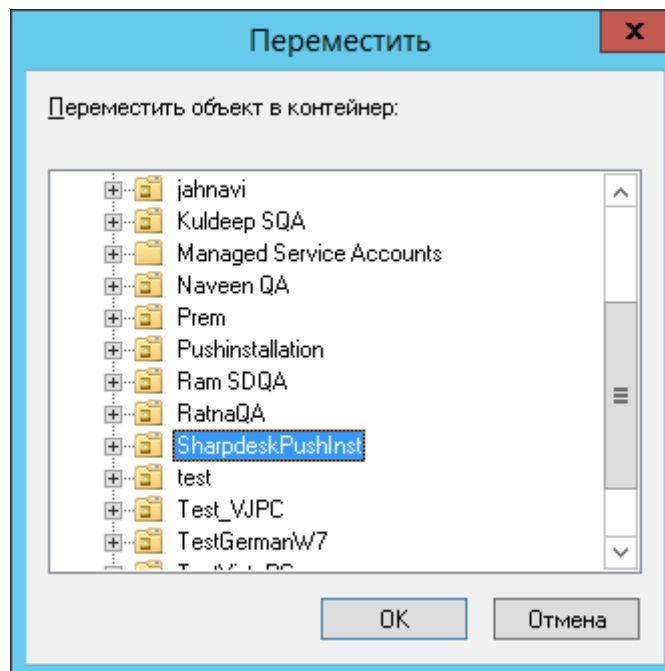 Переместить
x
Переместить объект в контейнер:
jahnavi
Kuldeep SQA
Managed Service Accounts
Naveen QA
Prem
Pushinstallation
Ram SDQA
RatnaQA
SharpdeskPushInst
test
Test_VJPC
TestGermanW7
OK
Отмена